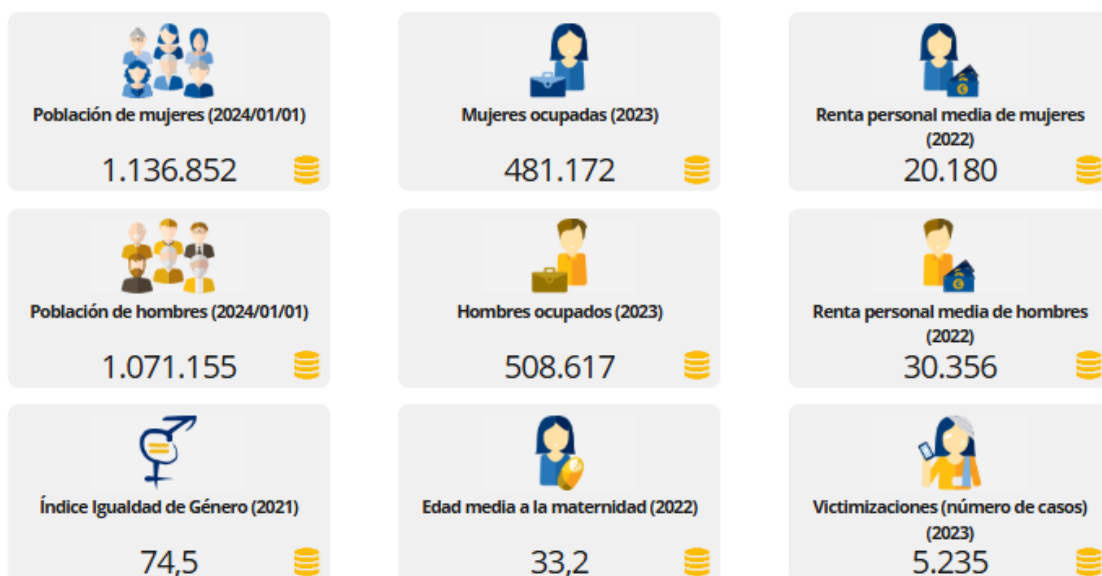 Población de mujeres (2024/01/01)
1.136.852
Mujeres ocupadas (2023)
481.172
Renta personal media de mujeres
(2022)
20.180
Población de hombres (2024/01/01)
1.071.155
Hombres ocupados (2023)
508.617
Renta personal media de hombres
(2022)
30.356
Índice Igualdad de Género (2021)
74,5
Edad media a la maternidad (2022)
33,2
Victimizaciones (número de casos)
(2023)
5.235